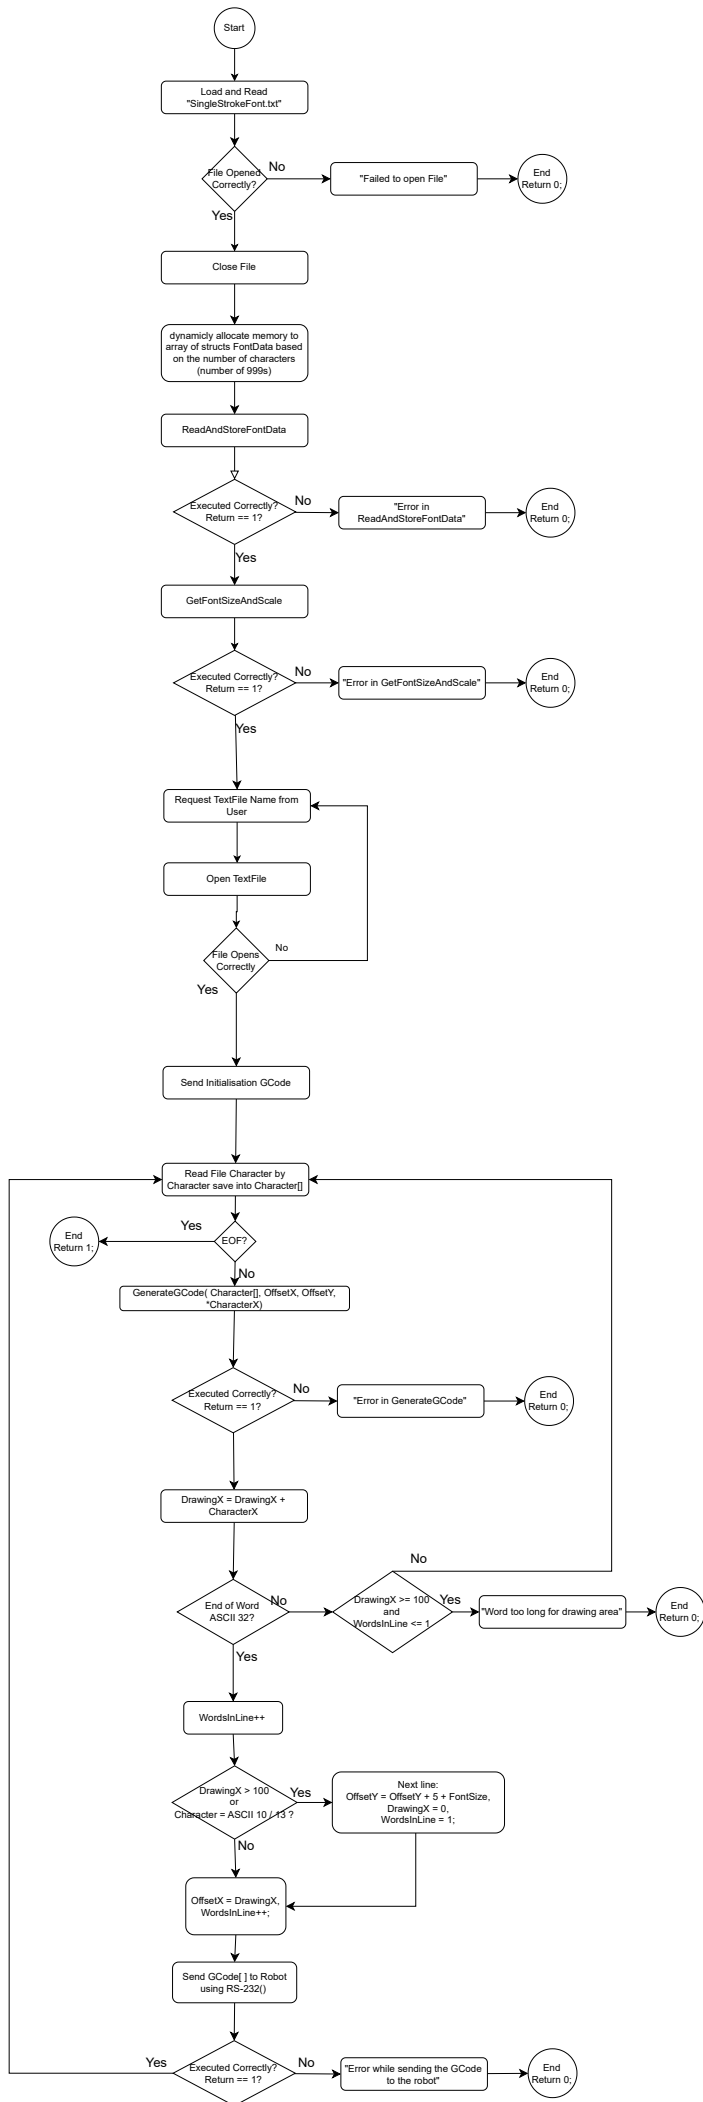 Start
Load and Read
"SingleStrokeFont.txt"
File Opened
Correctly?
No
"Failed to open File"
End
Return 0;
Yes
Close File
dynamicly allocate memory to
array of structs FontData based
on the number of characters
(number of 999s)
ReadAndStoreFontData
Executed Correctly?
Return == 1?
No
"Error in
ReadAndStoreFontData"
End
Return 0;
Yes
GetFontSizeAndScale
Executed Correctly?
Return == 1?
No
"Error in GetFontSizeAndScale"
End
Return 0;
Yes
Request TextFile Name from
User
Open TextFile
File Opens
Correctly
No
Yes
Send Initialisation GCode
Read File Character by
Character save into Character[]
EOF?
Yes
End
Return 1;
No
GenerateGCode( Character[], OffsetX, OffsetY,
*CharacterX)
Executed Correctly?
Return == 1?
No
"Error in GenerateGCode"
End
Return 0;
DrawingX = DrawingX +
CharacterX
End of Word
ASCII 32?
No
DrawingX >= 100
and
WordsInLine <= 1
No
Yes
"Word too long for drawing area"
End
Return 0;
Yes
WordsInLine++
DrawingX > 100
or
Character = ASCII 10 / 13 ?
Yes
Next line:
OffsetY = OffsetY + 5 + FontSize,
DrawingX = 0,
WordsInLine = 1;
No
OffsetX = DrawingX,
WordsInLine++;
Send GCode[ ] to Robot
using RS-232()
Executed Correctly?
Return == 1?
Yes
No
"Error while sending the GCode
to the robot"
End
Return 0;